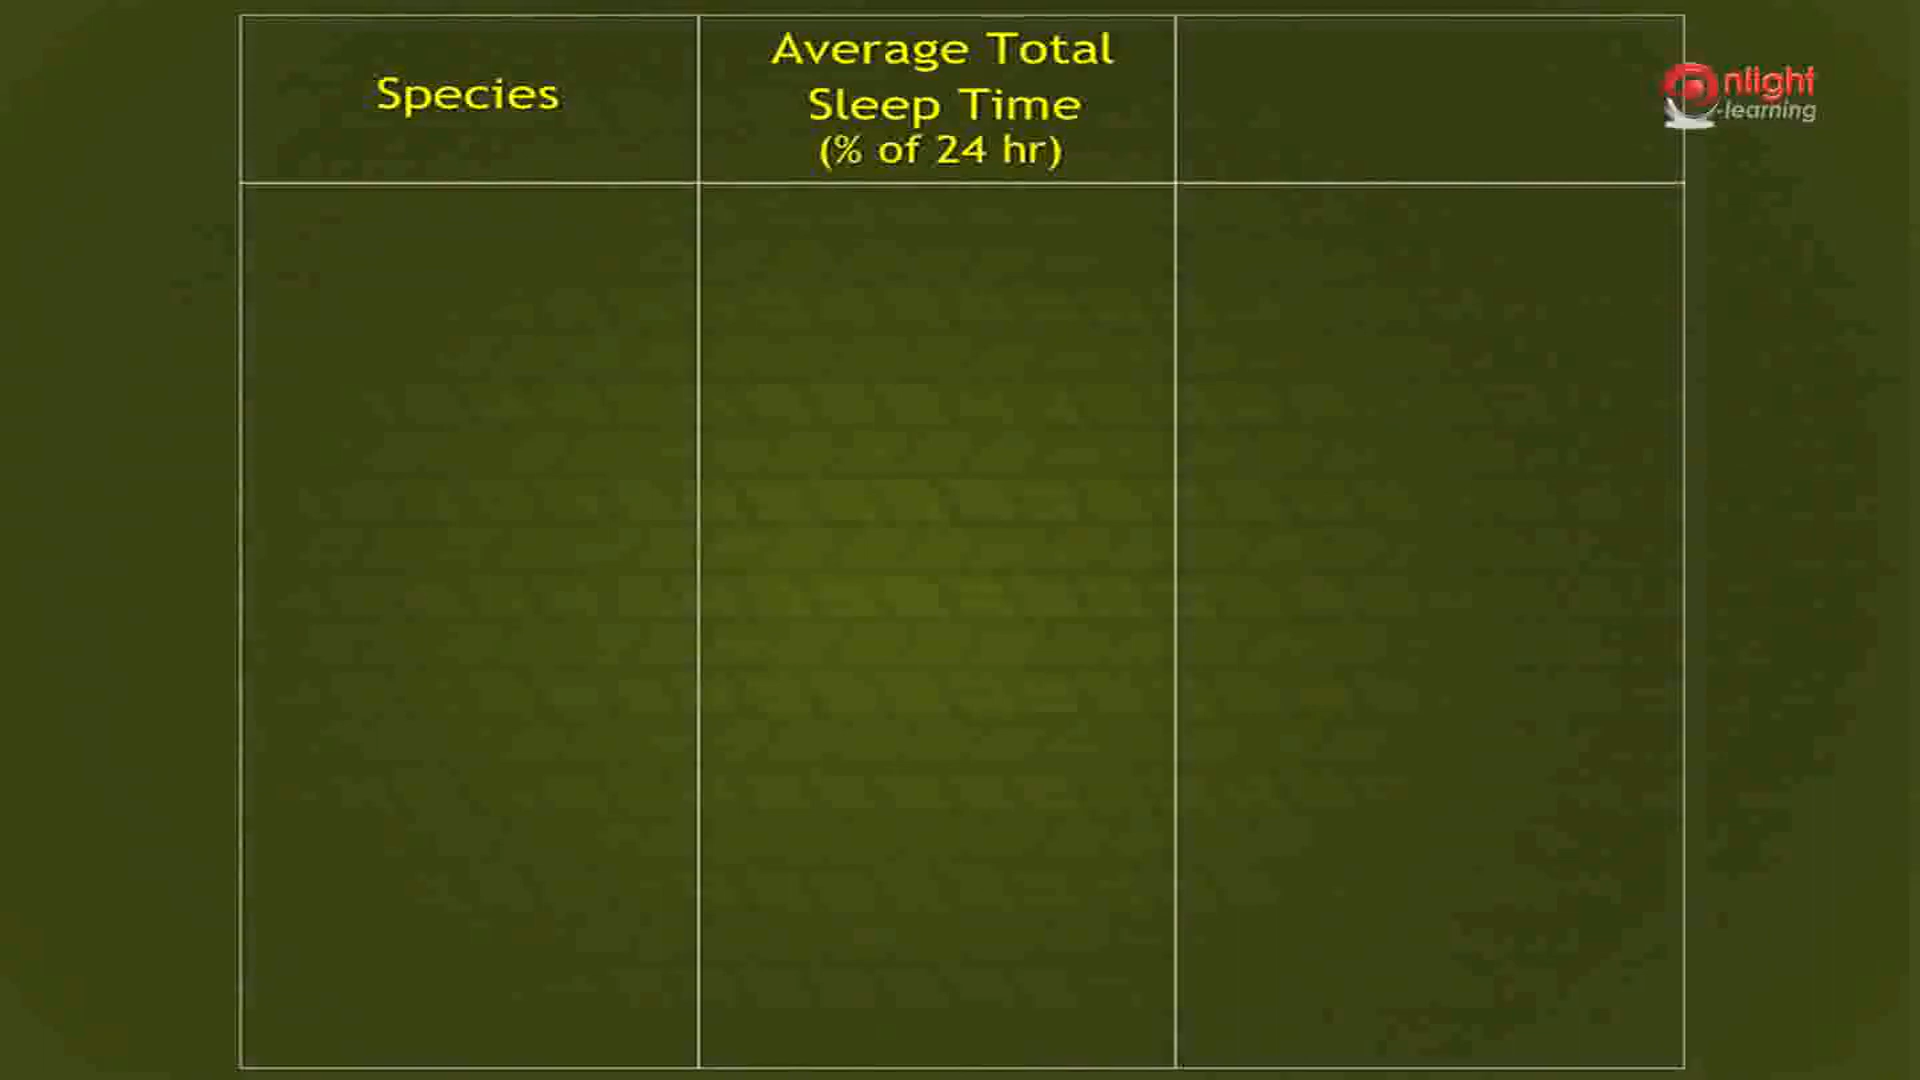 Species
Average Total
Sleep Time
(% of 24 hr)
nlight
-learning